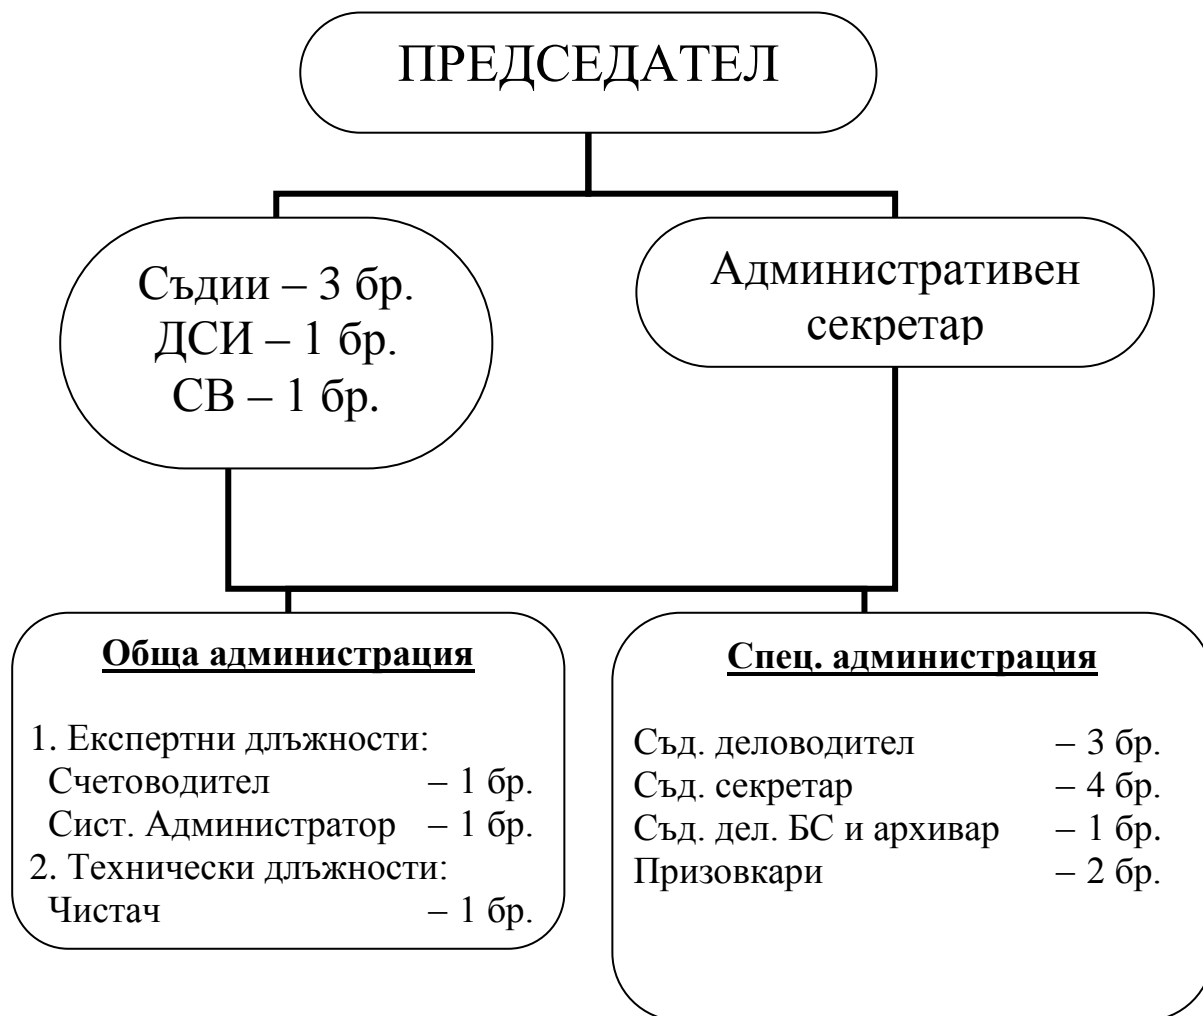 ПРЕДСЕДАТЕЛ
Съдии – 3 бр.
ДСИ – 1 бр.
СВ – 1 бр.
Административен
секретар
Обща администрация
1. Експертни длъжности:
Счетоводител – 1 бр.
Сист. Администратор – 1 бр.
2. Технически длъжности:
Чистач – 1 бр.
Спец. администрация
Съд. деловодител – 3 бр.
Съд. секретар – 4 бр.
Съд. дел. БС и архивар – 1 бр.
Призовкари – 2 бр.